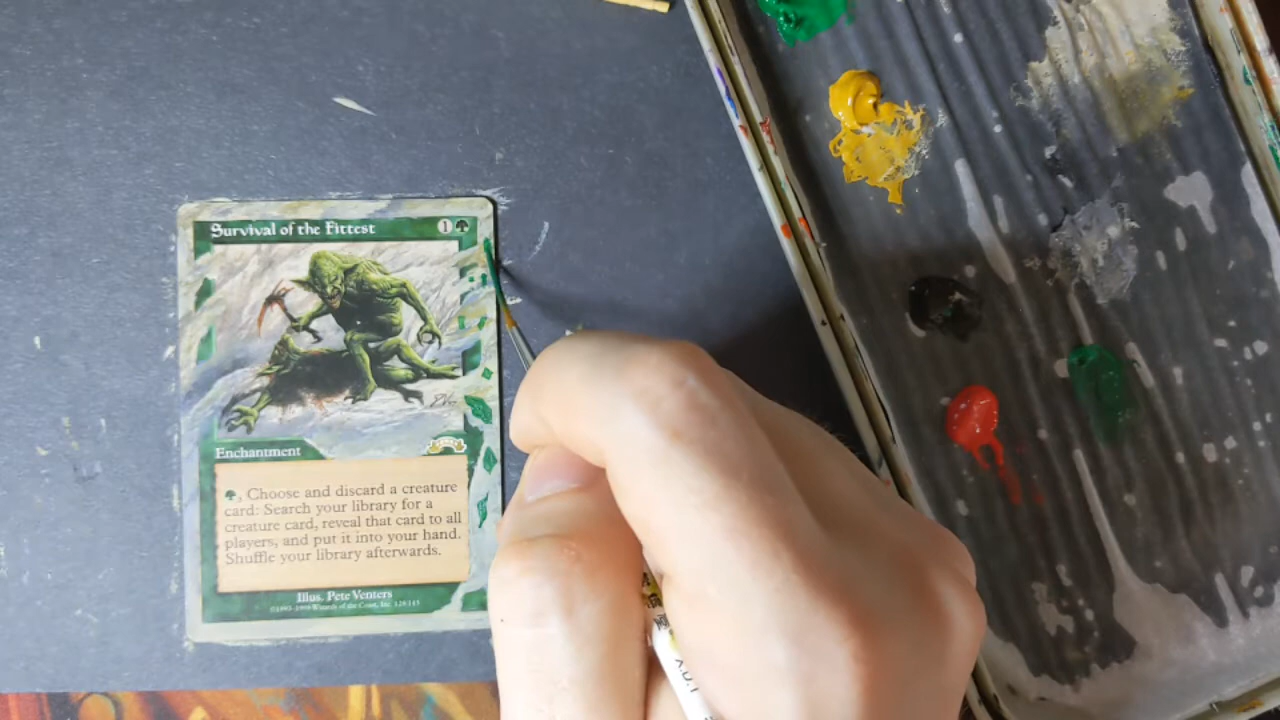 Survival of the Fittest 1
Enchantment
, Choose and discard a creature
card: Search your library for a
creature card, reveal that card to all
players, and put it into your hand.
Shuffle your library afterwards.
Illus. Pete Venters